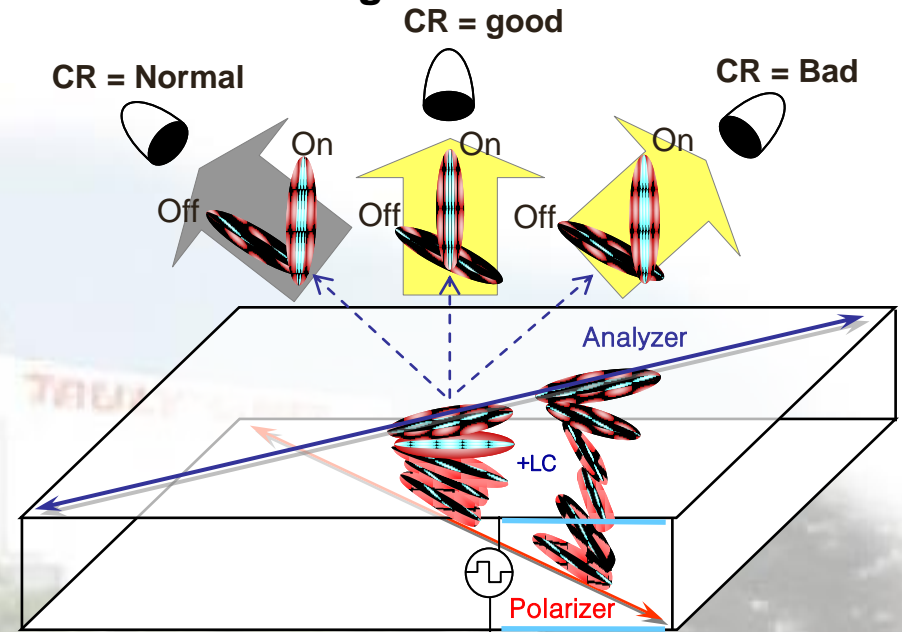 CR = good
CR = Normal
CR = Bad
On
On
On
Off
Off
Off
Analyzer
+LC
Polarizer